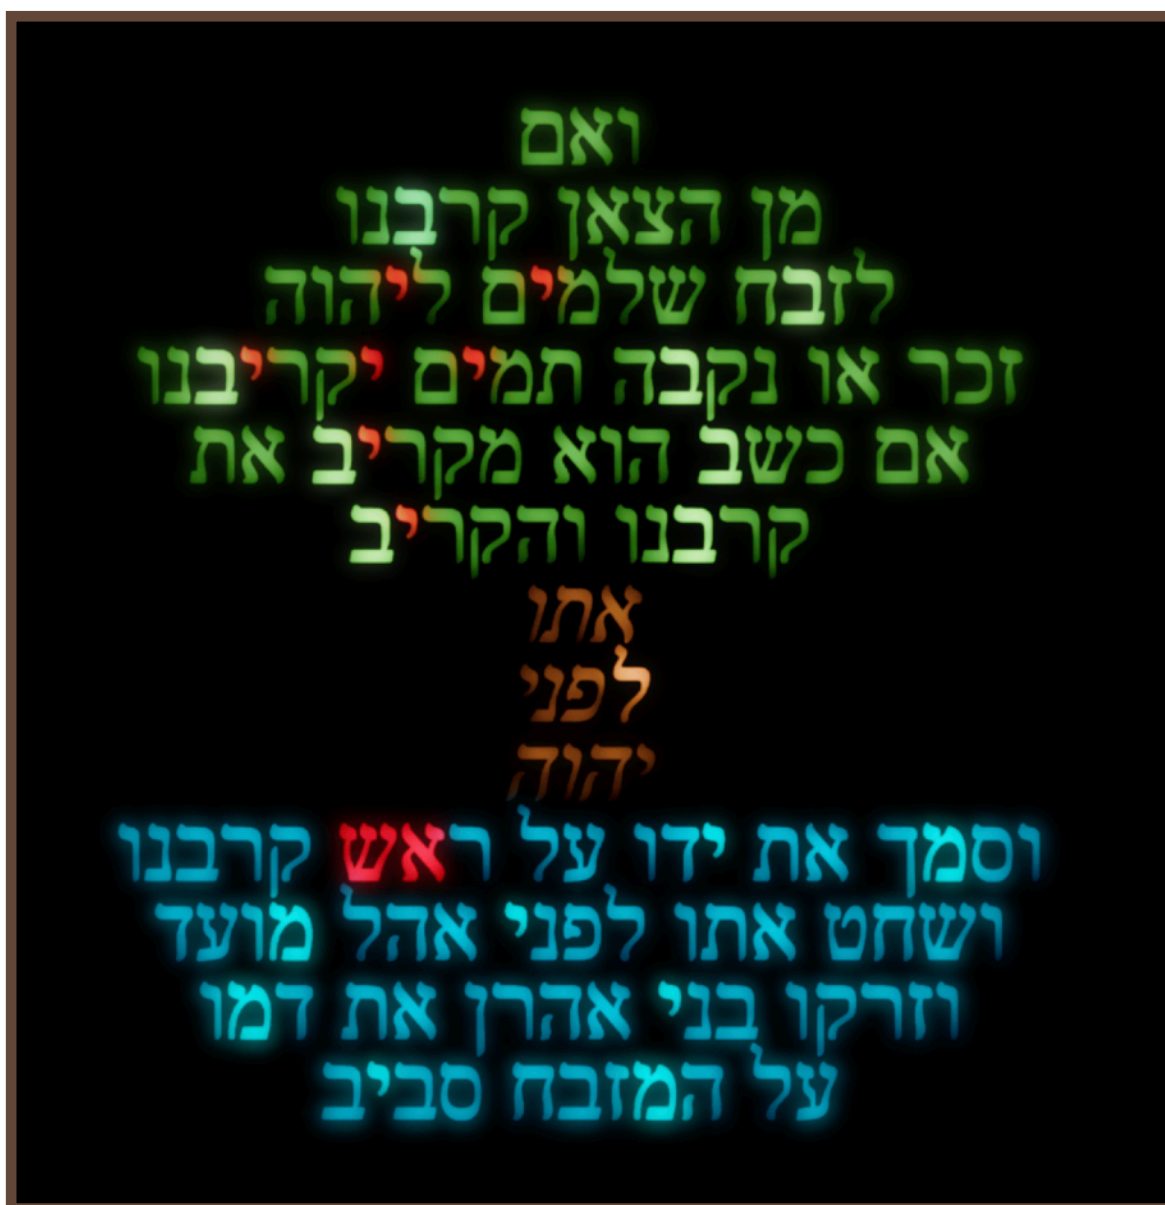 ואם
מן הצאן קרבנו
לזבח שלמים ליהוה
זכר או נקבה תמים יקריבנו
אם כשב הוא מקריב את
קרבנו והקריב
אתו
לפני
יהוה
וסמך את ידו על ראש קרבנו
ושחט אתו לפני אהל מועד
וזרקו בני אהרן את דמו
על המזבח סביב